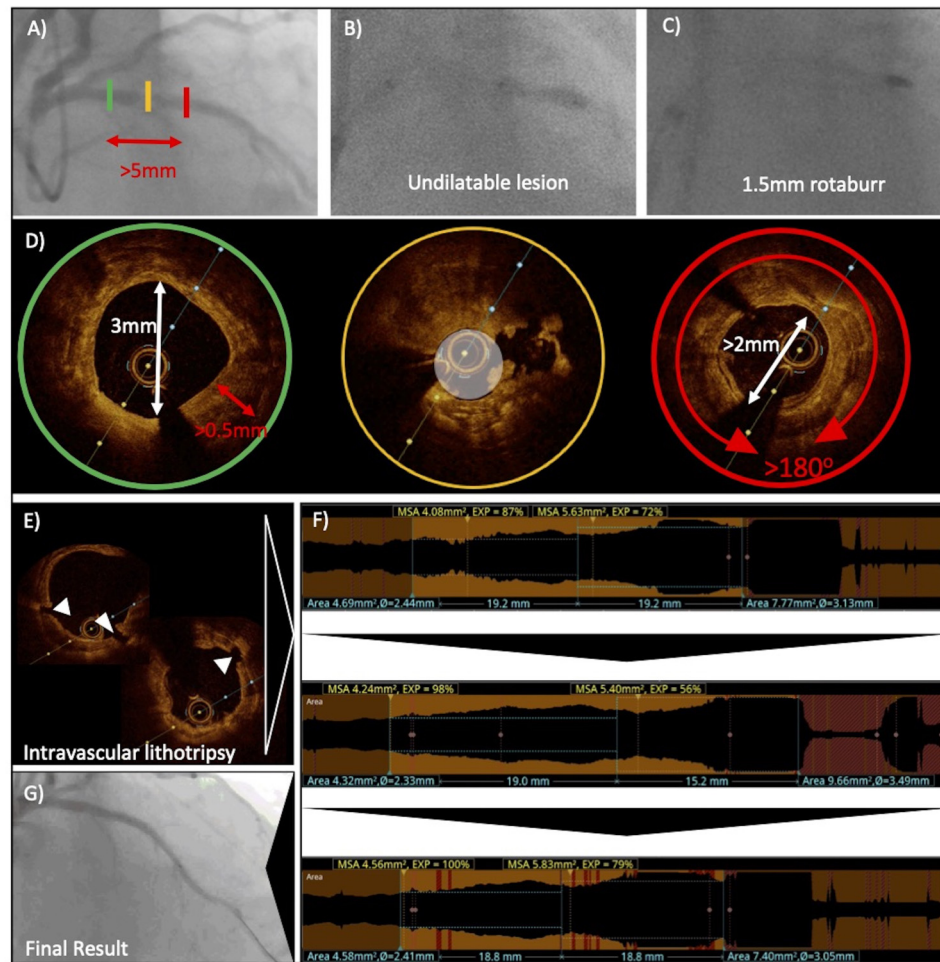 A)
>5mm
B)
Undilatable lesion
C)
1.5mm rotaburr
D)
3mm
>0.5mm
>2mm
>180o
E)
Intravascular lithotripsy
F)
MSA 4.08mm², EXP = 87% MSA 5.63mm², EXP = 72%
Area 4.69mm²,Ø=2.44mm 19.2 mm 19.2 mm Area 7.77mm²,Ø=3.13mm
MSA 4.24mm², EXP = 98% MSA 5.40mm², EXP = 56%
Area
Area 4.32mm²,Ø=2.33mm 19.0 mm 15.2 mm Area 9.66mm²,Ø=3.49mm
MSA 4.56mm², EXP = 100% MSA 5.83mm², EXP = 79%
Area
Area 4.58mm²,Ø=2.41mm 18.8 mm 18.8 mm Area 7.40mm²,Ø=3.05mm
G)
Final Result